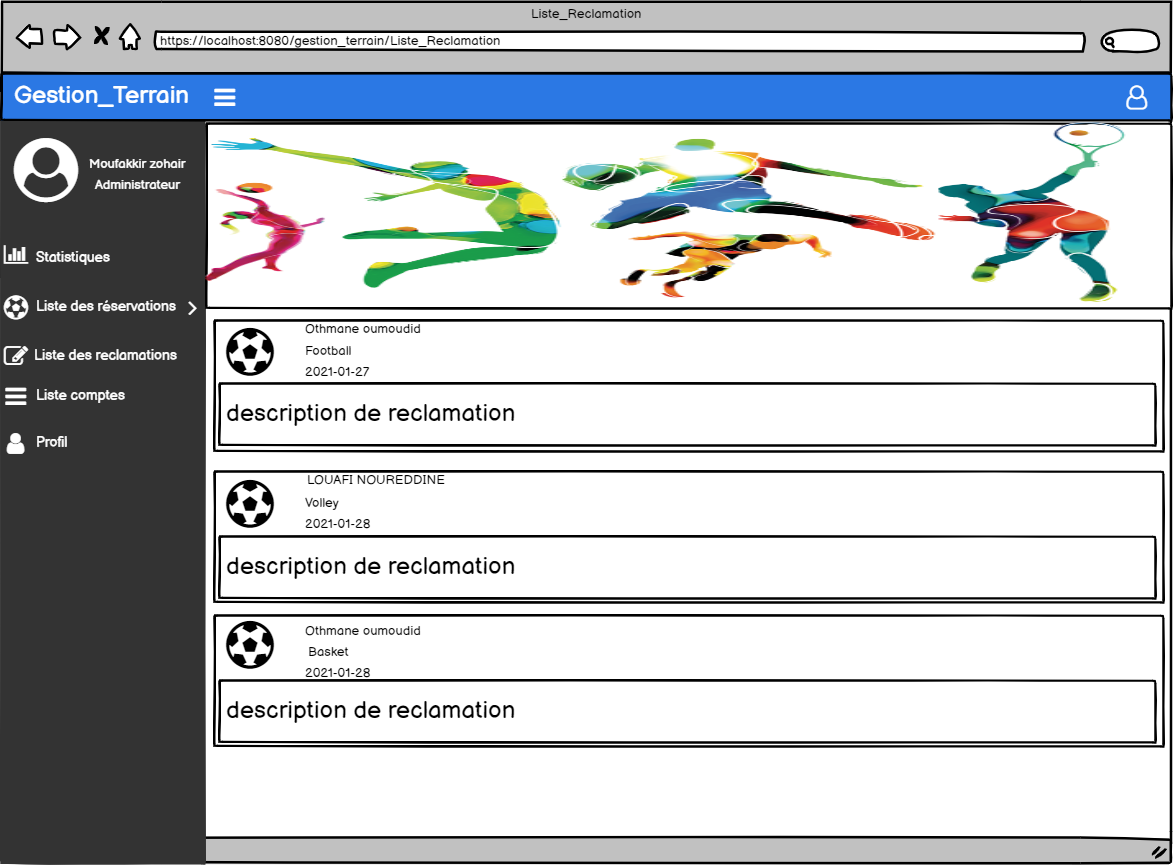 Liste_Reclamation
https://localhost:8080/gestion_terrain/Liste_Reclamation
Gestion_Terrain
Moufakkir zohair
Administrateur
Statistiques
Liste des réservations
Liste des reclamations
Liste comptes
Profil
Othmane oumoudid
Football
2021-01-27
description de reclamation
LOUAFI NOUREDDINE
Volley
2021-01-28
description de reclamation
Othmane oumoudid
Basket
2021-01-28
description de reclamation